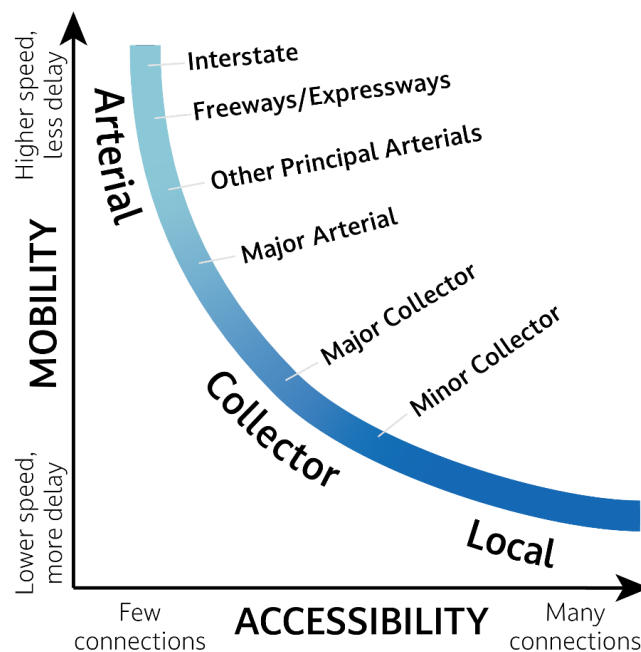 MOBILITY
Higher speed,
less delay
Lower speed,
more delay
Arterial
Interstate
Freeways/Expressways
Other Principal Arterials
Major Arterial
Collector
Major Collector
Minor Collector
Local
Few
connections
ACCESSIBILITY
Many
connections